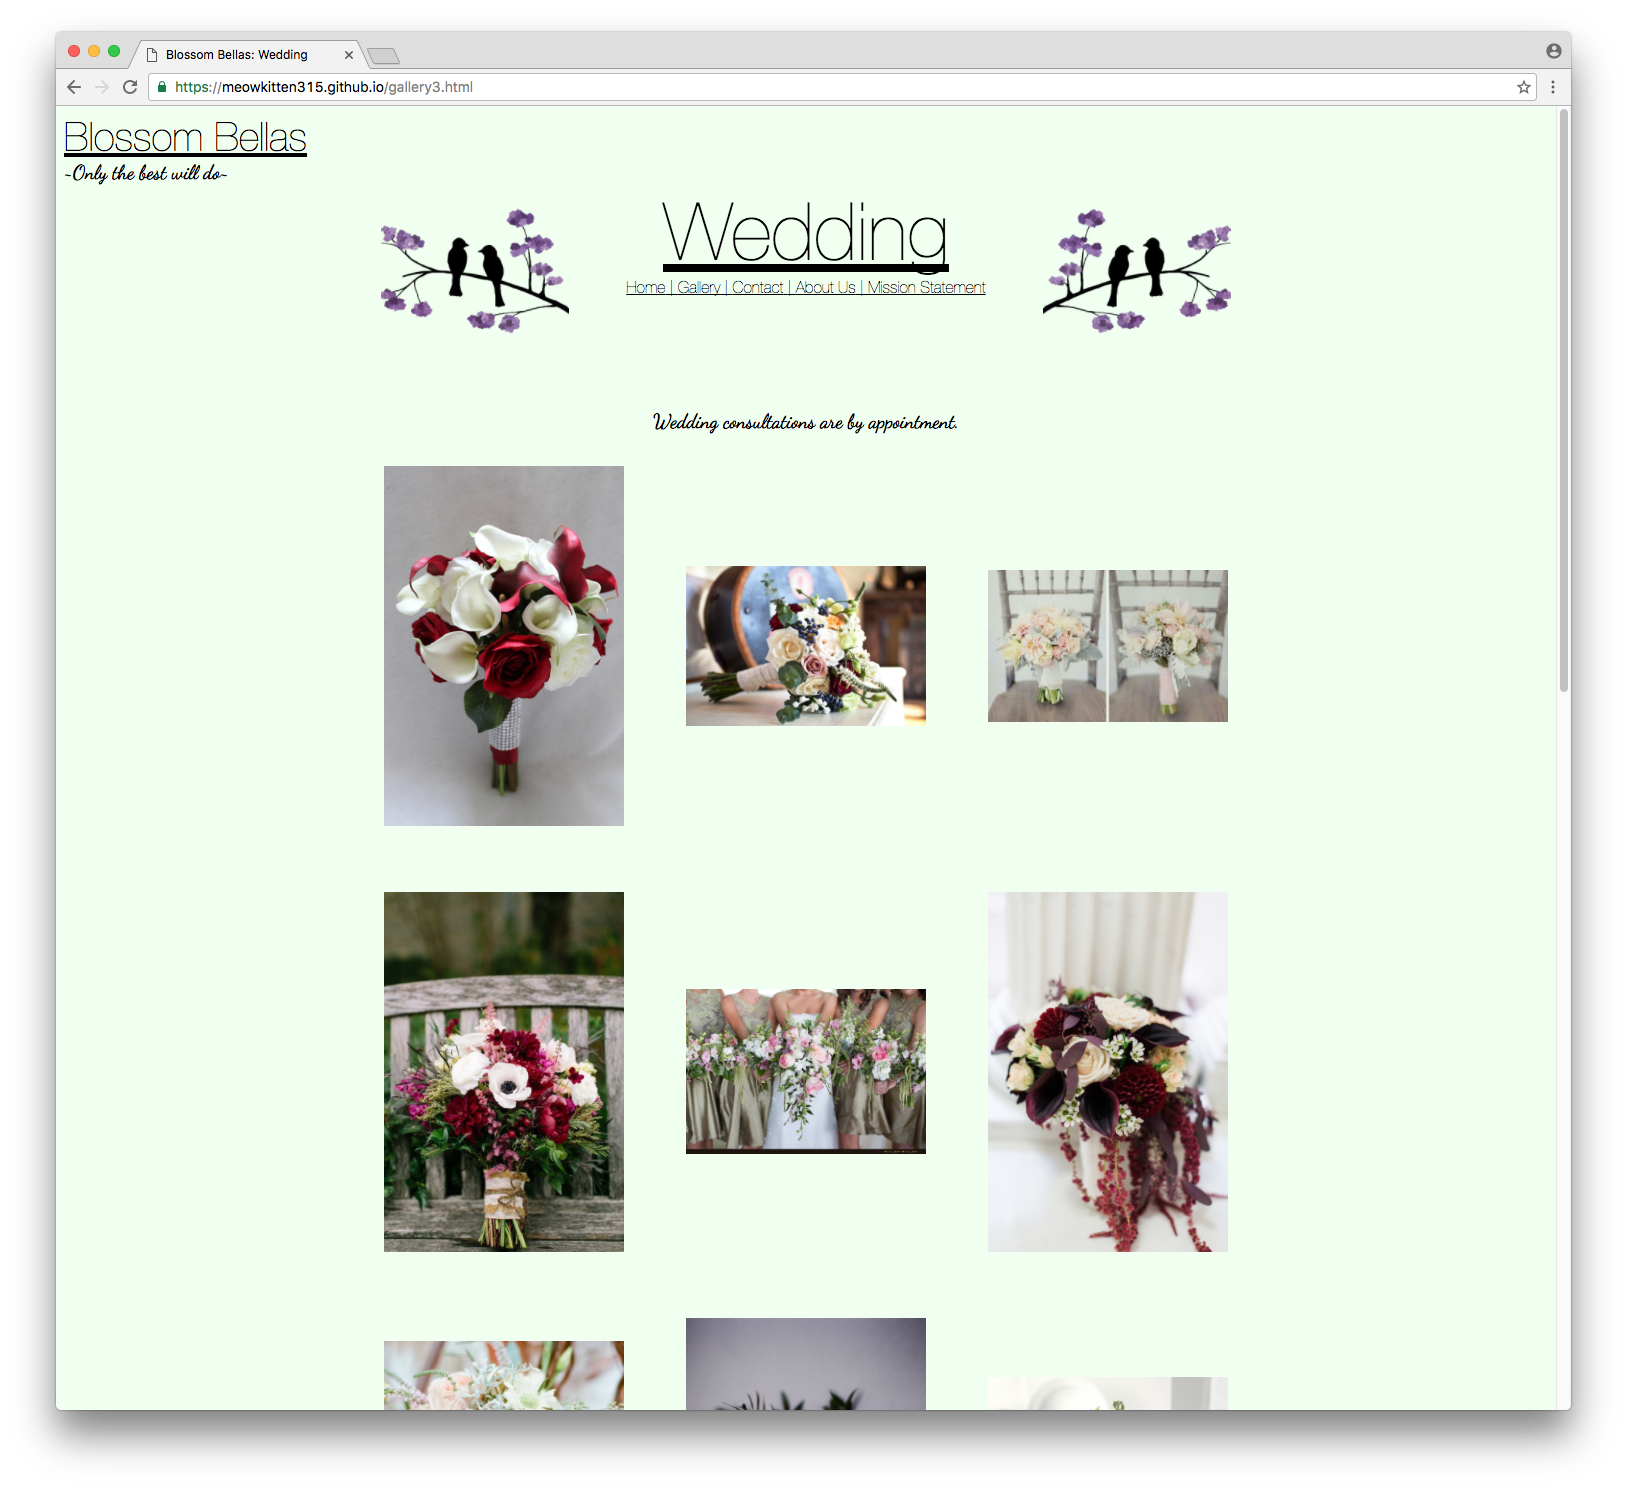 Blossom Bellas: Wedding
https://meowkitten315.github.io/gallery3.html
Blossom Bellas
~Only the best will do~
Wedding
Home | Gallery | Contact | About Us | Mission Statement
Wedding consultations are by appointment.